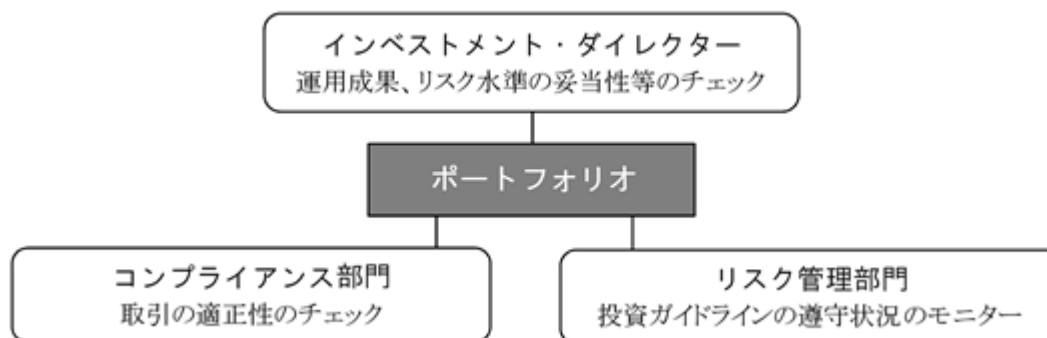 インベストメント・ダイレクター
運用成果、リスク水準の妥当性等のチェック
ポートフォリオ
コンプライアンス部門
取引の適正性のチェック
リスク管理部門
投資ガイドラインの遵守状況のモニター